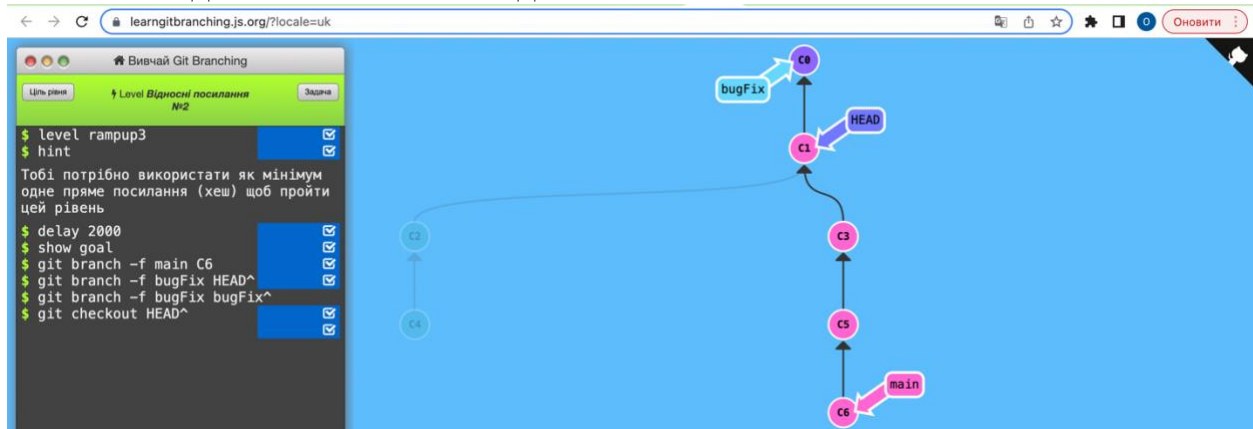 learngitbranching.js.org/?locale=uk
O
Оновити
Вивчай Git Branching
Ціль рівня
Level Відносні посилання
№2
Задача
$ level rampup3
$ hint
Тобі потрібно використати як мінімум
одне пряме посилання (хеш) щоб пройти
цей рівень
$ delay 2000
$ show goal
$ git branch -f main C6
$ git branch -f bugFix HEAD^
$ git branch -f bugFix bugFix^
$ git checkout HEAD^
C0
bugFix
HEAD
C1
C2
C3
C4
C5
main
C6